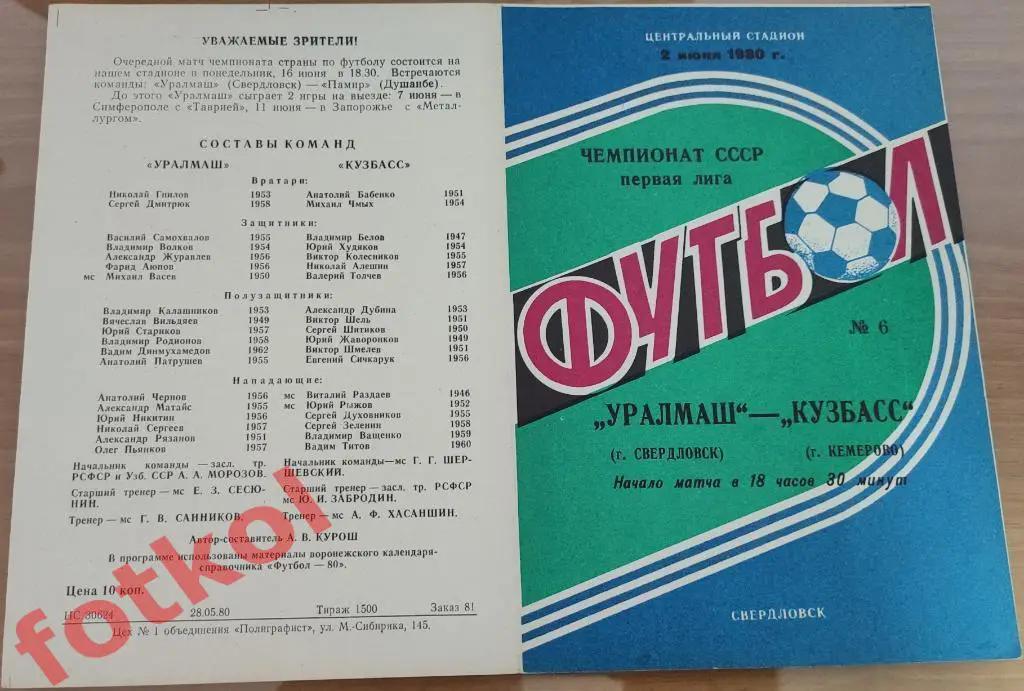 УВАЖАЕМЫЕ ЗРИТЕЛИ!
Очередной матч чемпионата страны по футболу состоится на
нашем стадионе в понедельник, 16 июня в 18.30. Встречаются
команды: «Уралмаш» (Свердловск) — «Памир» (Душанбе).
До этого «Уралмаш» сыграет 2 игры на выезде: 7 июня — в
Симферополе с «Таврией», 11 июня — в Запорожье с «Метал-
лургом».
СОСТАВЫ КОМАНД
«УРАЛМАШ» «КУЗБАСС»
Вратари:
Николай Гпилов 1953 Анатолий Бабенко 1951
Сергей Дмитрюк 1958 Михаил Чмых 1954
Защитники:
Василий Самохвалов 1955 Владимир Белов 1947
Владимир Волков 1954 Юрий Худяков 1954
Александр Журавлев 1956 Виктор Колесников 1955
Фарид Аюпов 1956 Николай Алешин 1957
мс Михаил Васев 1950 Валерий Толчев 1956
Полузащитники:
Владимир Калашников 1953 Александр Дубина 1953
Вячеслав Вильдяев 1949 Виктор Шель 1951
Юрий Стариков 1957 Сергей Шитиков 1950
Владимир Родионов 1958 Юрий Жаворонков 1949
Вадим Динмухамедов 1962 Виктор Шмелев 1951
Анатолий Патрушев 1955 Евгений Сичкарук 1956
Нападающие:
Анатолий Чернов 1956 мс Виталий Раздаев 1946
Александр Матайс 1955 мс Юрий Рыжов 1952
Юрий Никитин 1956 Сергей Духовников 1955
Николай Сергеев 1957 Сергей Зеленин 1958
Александр Рязанов 1951 Владимир Ващенко 1959
Олег Пьянков 1957 Вадим Титов 1960
Начальник команды — засл. тр. Начальник команды—мс Г. Г. ШЕР-
РСФСР и Узб. ССР А. А. МОРОЗОВ. ШЕВСКИЙ.
Старший тренер—мс Е. З. СЕСЮ- Старший тренер—засл. тр. РСФСР
НИН. мс Ю. И. ЗАБРОДИН.
Тренер—мс Г. В. САННИКОВ. Тренер—мс А. Ф. ХАСАНШИН.
Автор-составитель А. В. КУРОШ
В программе использованы материалы воронежского календаря-
справочника «Футбол — 80».
Цена 10 коп.
НС 30624 28.05.80 Тираж 1500 Заказ 81
Цех № 1 объединения «Полиграфист», ул. М.-Сибиряка, 145.
ЦЕНТРАЛЬНЫЙ СТАДИОН
2 июня 1980 г.
ЧЕМПИОНАТ СССР
первая лига
ФУТБОЛ
№ 6
„УРАЛМАШ“—„КУЗБАСС“
(г. СВЕРДЛОВСК) (г. КЕМЕРОВО)
Начало матча в 18 часов 30 минут
СВЕРДЛОВСК
fotkol